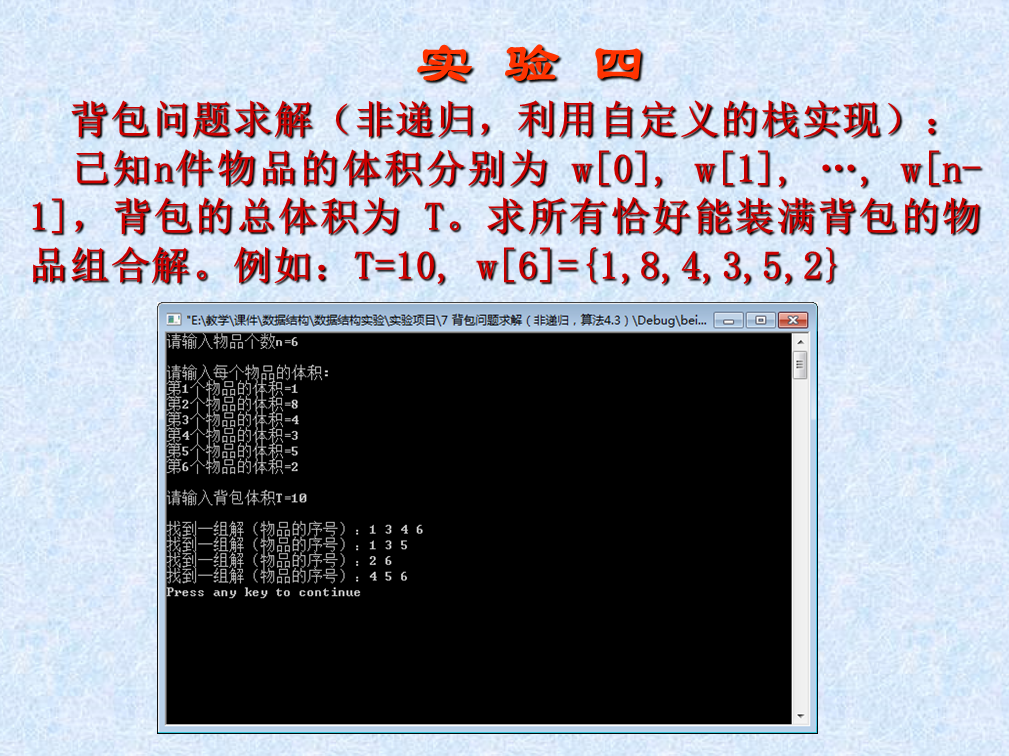 实 验 四
背包问题求解（非递归，利用自定义的栈实现）：
已知n件物品的体积分别为 w[0], w[1], …, w[n-
1]，背包的总体积为 T。求所有恰好能装满背包的物
品组合解。例如：T=10, w[6]={1,8,4,3,5,2}
"E:\教学\课件\数据结构\数据结构实验\实验项目\7 背包问题求解（非递归，算法4.3）\Debug\bei...
请输入物品个数n=6
请输入每个物品的体积：
第1个物品的体积=1
第2个物品的体积=8
第3个物品的体积=4
第4个物品的体积=3
第5个物品的体积=5
第6个物品的体积=2
请输入背包体积T=10
找到一组解（物品的序号）：1 3 4 6
找到一组解（物品的序号）：1 3 5
找到一组解（物品的序号）：2 6
找到一组解（物品的序号）：4 5 6
Press any key to continue